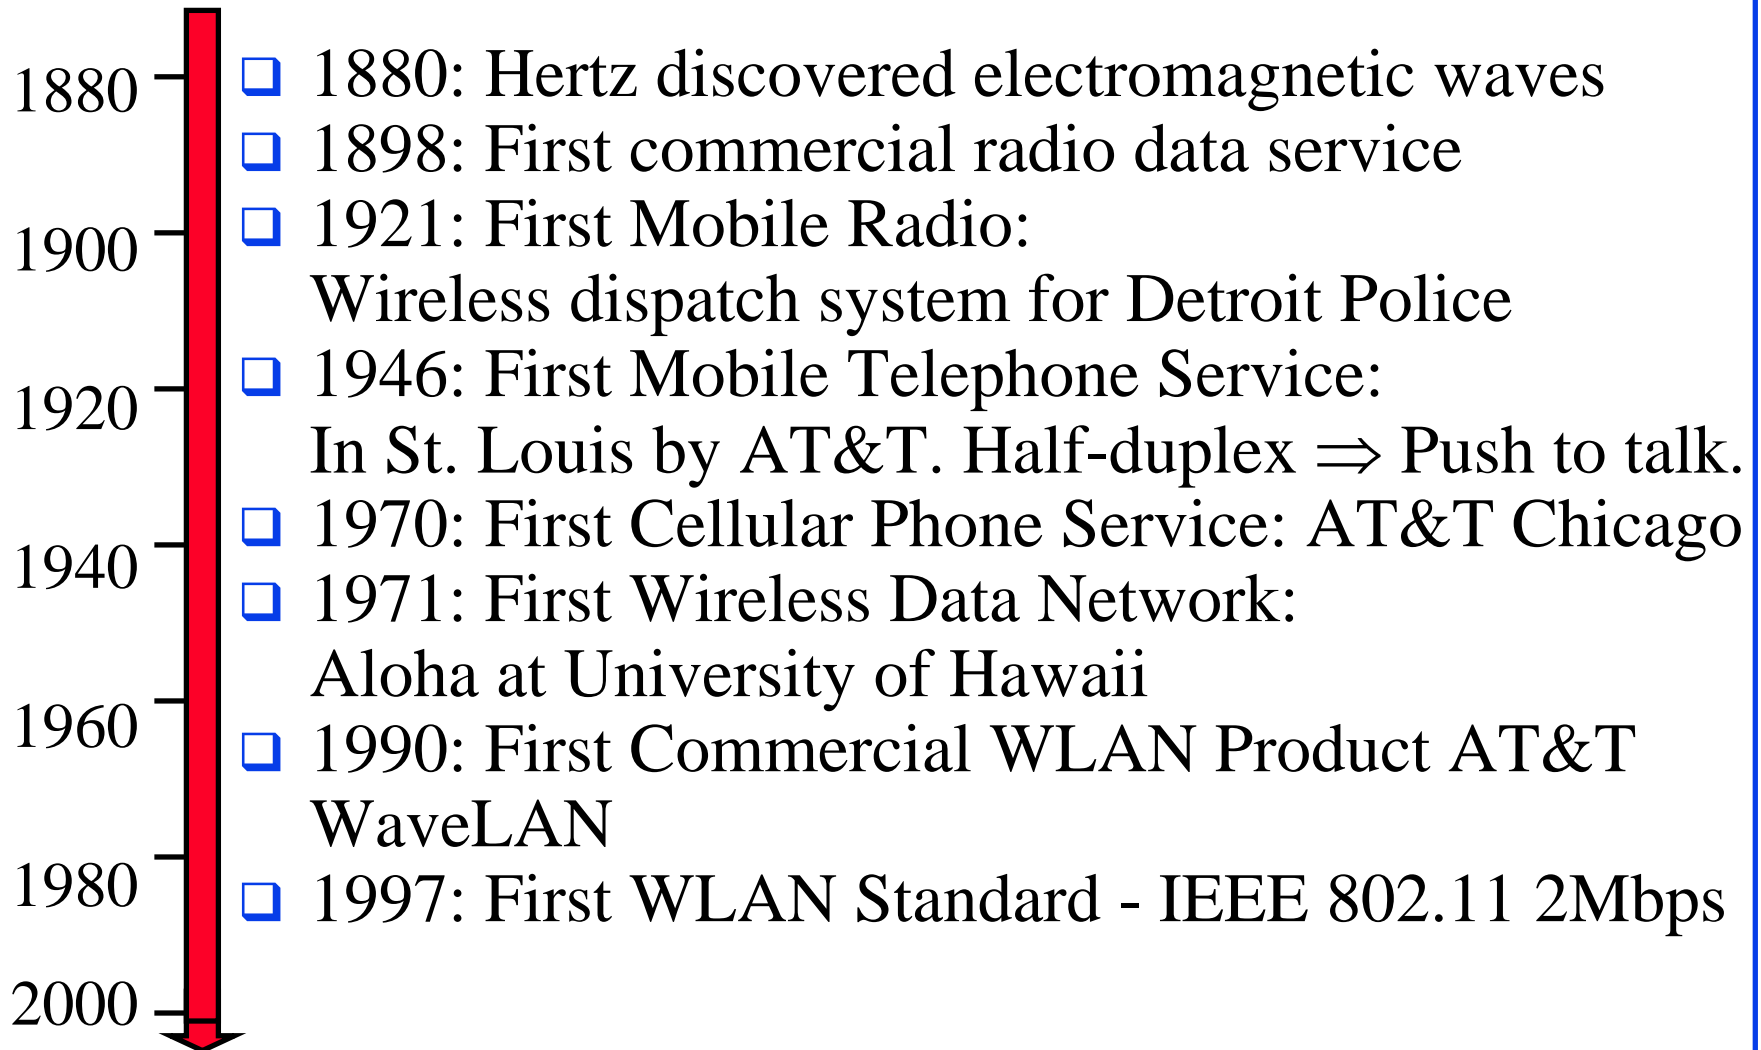 1880
1900
1920
1940
1960
1980
2000
❑ 1880: Hertz discovered electromagnetic waves
❑ 1898: First commercial radio data service
❑ 1921: First Mobile Radio:
Wireless dispatch system for Detroit Police
❑ 1946: First Mobile Telephone Service:
In St. Louis by AT&T. Half-duplex ⇒ Push to talk.
❑ 1970: First Cellular Phone Service: AT&T Chicago
❑ 1971: First Wireless Data Network:
Aloha at University of Hawaii
❑ 1990: First Commercial WLAN Product AT&T
WaveLAN
❑ 1997: First WLAN Standard - IEEE 802.11 2Mbps